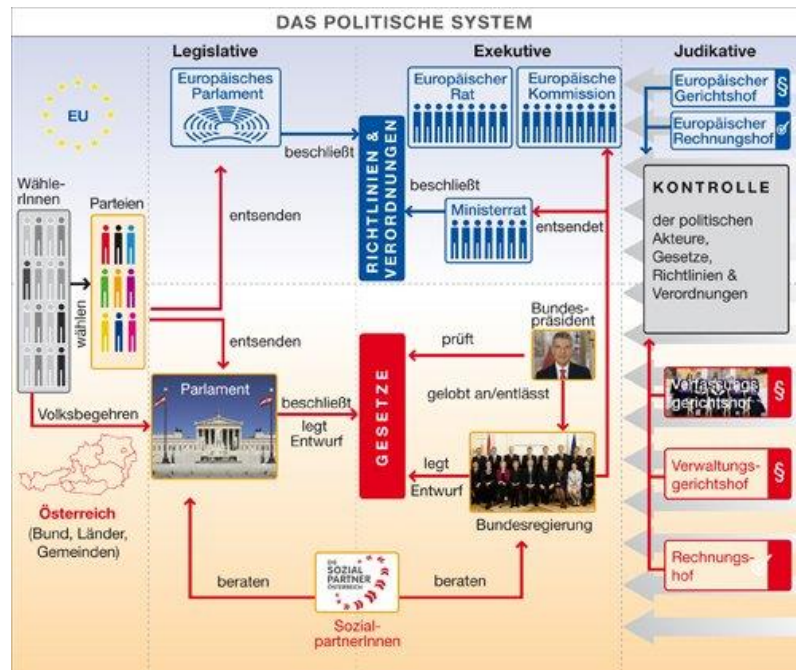 DAS POLITISCHE SYSTEM
Legislative
Exekutive
Judikative
EU
Europäisches
Parlament
beschließt
RICHTLINIEN &
VERORDNUNGEN
Europäischer
Rat
Europäische
Kommission
Europäischer
Gerichtshof
§
Europäischer
Rechnungshof
Wähle-
rInnen
Parteien
wählen
entsenden
beschließt
Ministerrat
entsendet
KONTROLLE
der politischen
Akteure,
Gesetze,
Richtlinien &
Verordnungen
entsenden
Bundes-
präsident
prüft
gelobt an/entlässt
Volksbegehren
Parlament
beschließt
legt
Entwurf
GESETZE
legt
Entwurf
Bundesregierung
Verfassungs
gerichtshof
§
Verwaltungs-
gerichtshof
§
Rechnungs-
hof
Österreich
(Bund, Länder,
Gemeinden)
beraten
DIE
SOZIAL
PARTNER
ÖSTERREICH
beraten
Sozial-
partnerInnen